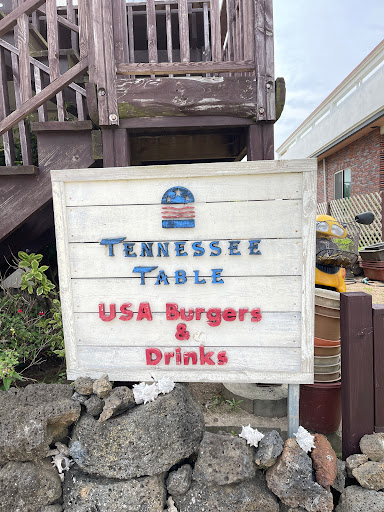 Tennessee
Table
USA Burgers
&
Drinks